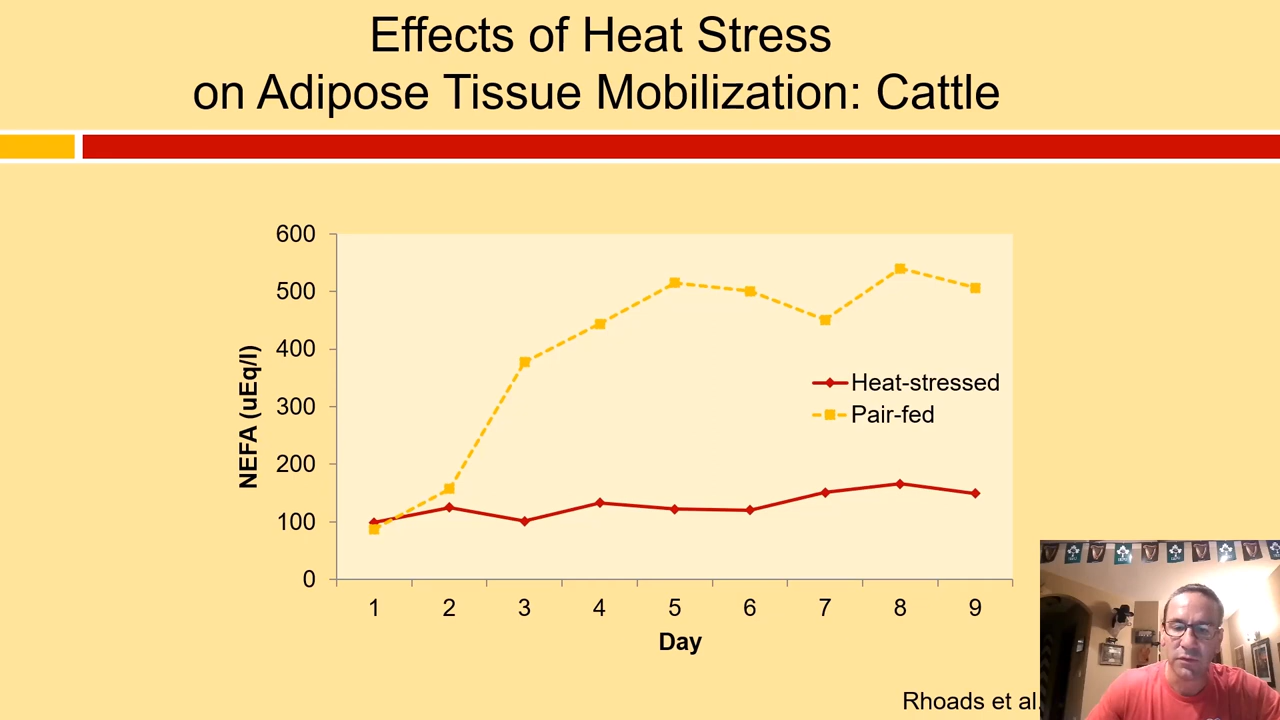 Effects of Heat Stress
on Adipose Tissue Mobilization: Cattle
600
500
400
300
200
100
0
NEFA (uEq/l)
Heat-stressed
Pair-fed
1 2 3 4 5 6 7 8 9
Day
Rhoads et al.